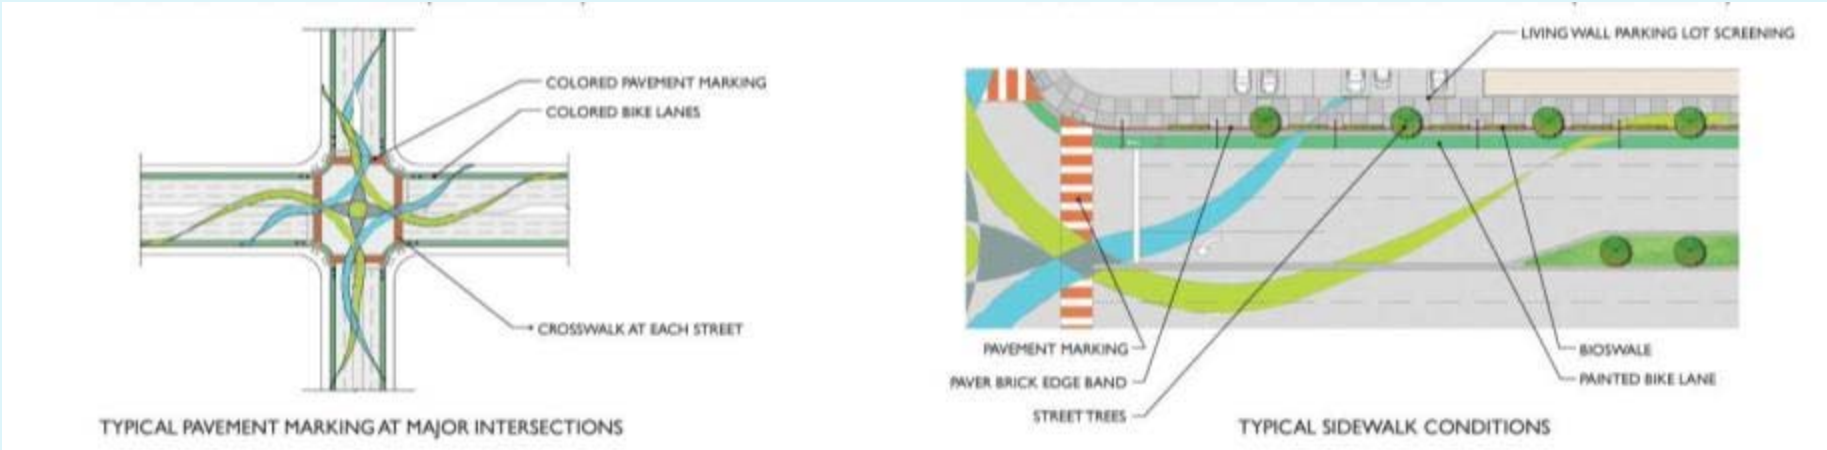 COLORED PAVEMENT MARKING
COLORED BIKE LANES
CROSSWALK AT EACH STREET
TYPICAL PAVEMENT MARKING AT MAJOR INTERSECTIONS
LIVING WALL PARKING LOT SCREENING
PAVEMENT MARKING
PAVER BRICK EDGE BAND
STREET TREES
BIOSWALE
PAINTED BIKE LANE
TYPICAL SIDEWALK CONDITIONS